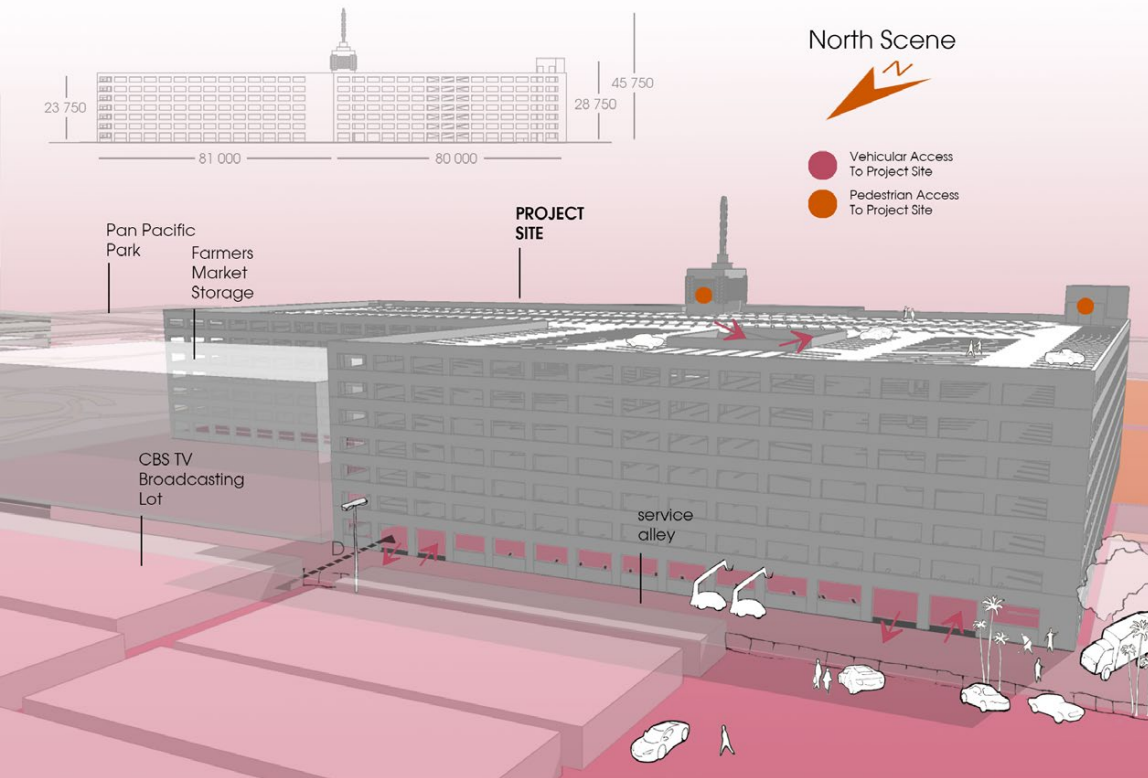 North Scene
N
45 750
23 750
28 750
81 000
80 000
Vehicular Access
To Project Site
Pedestrian Access
To Project Site
PROJECT
SITE
Pan Pacific
Park
Farmers
Market
Storage
CBS TV
Broadcasting
Lot
service
alley
D